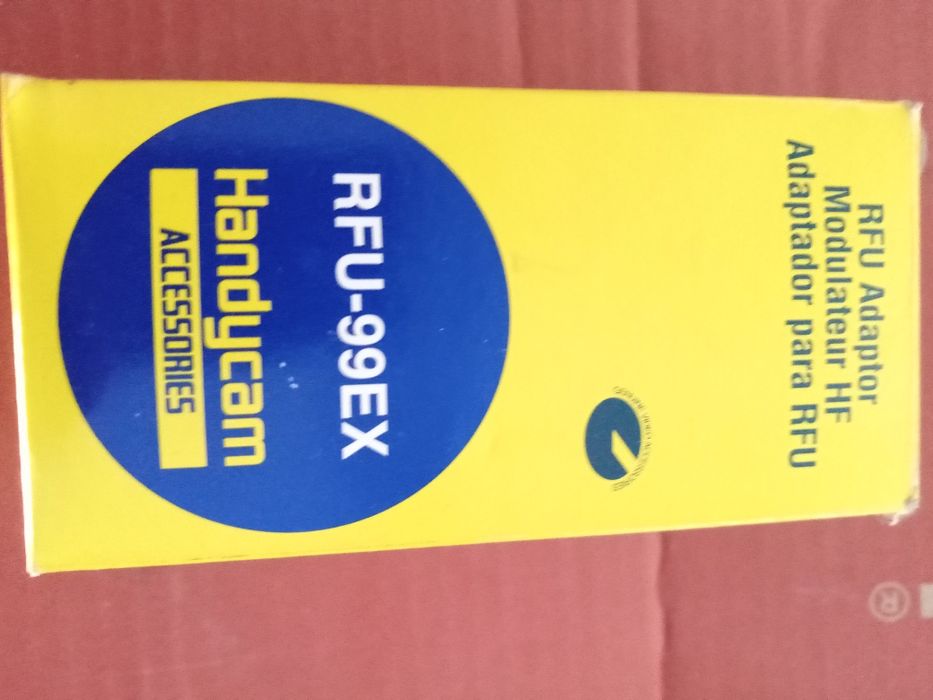 RFU Adaptor
Modulateur HF
Adaptador para RFU
RFU-99EX
Handycam
ACCESSORIES
®